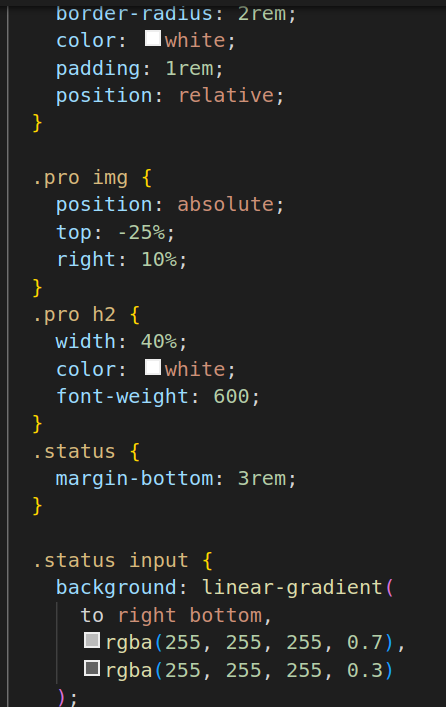 border-radius: 2rem;
color: white;
padding: 1rem;
position: relative;
}
.pro img {
position: absolute;
top: -25%;
right: 10%;
}
.pro h2 {
width: 40%;
color: white;
font-weight: 600;
}
.status {
margin-bottom: 3rem;
}
.status input {
background: linear-gradient(
to right bottom,
rgba(255, 255, 255, 0.7),
rgba(255, 255, 255, 0.3)
);